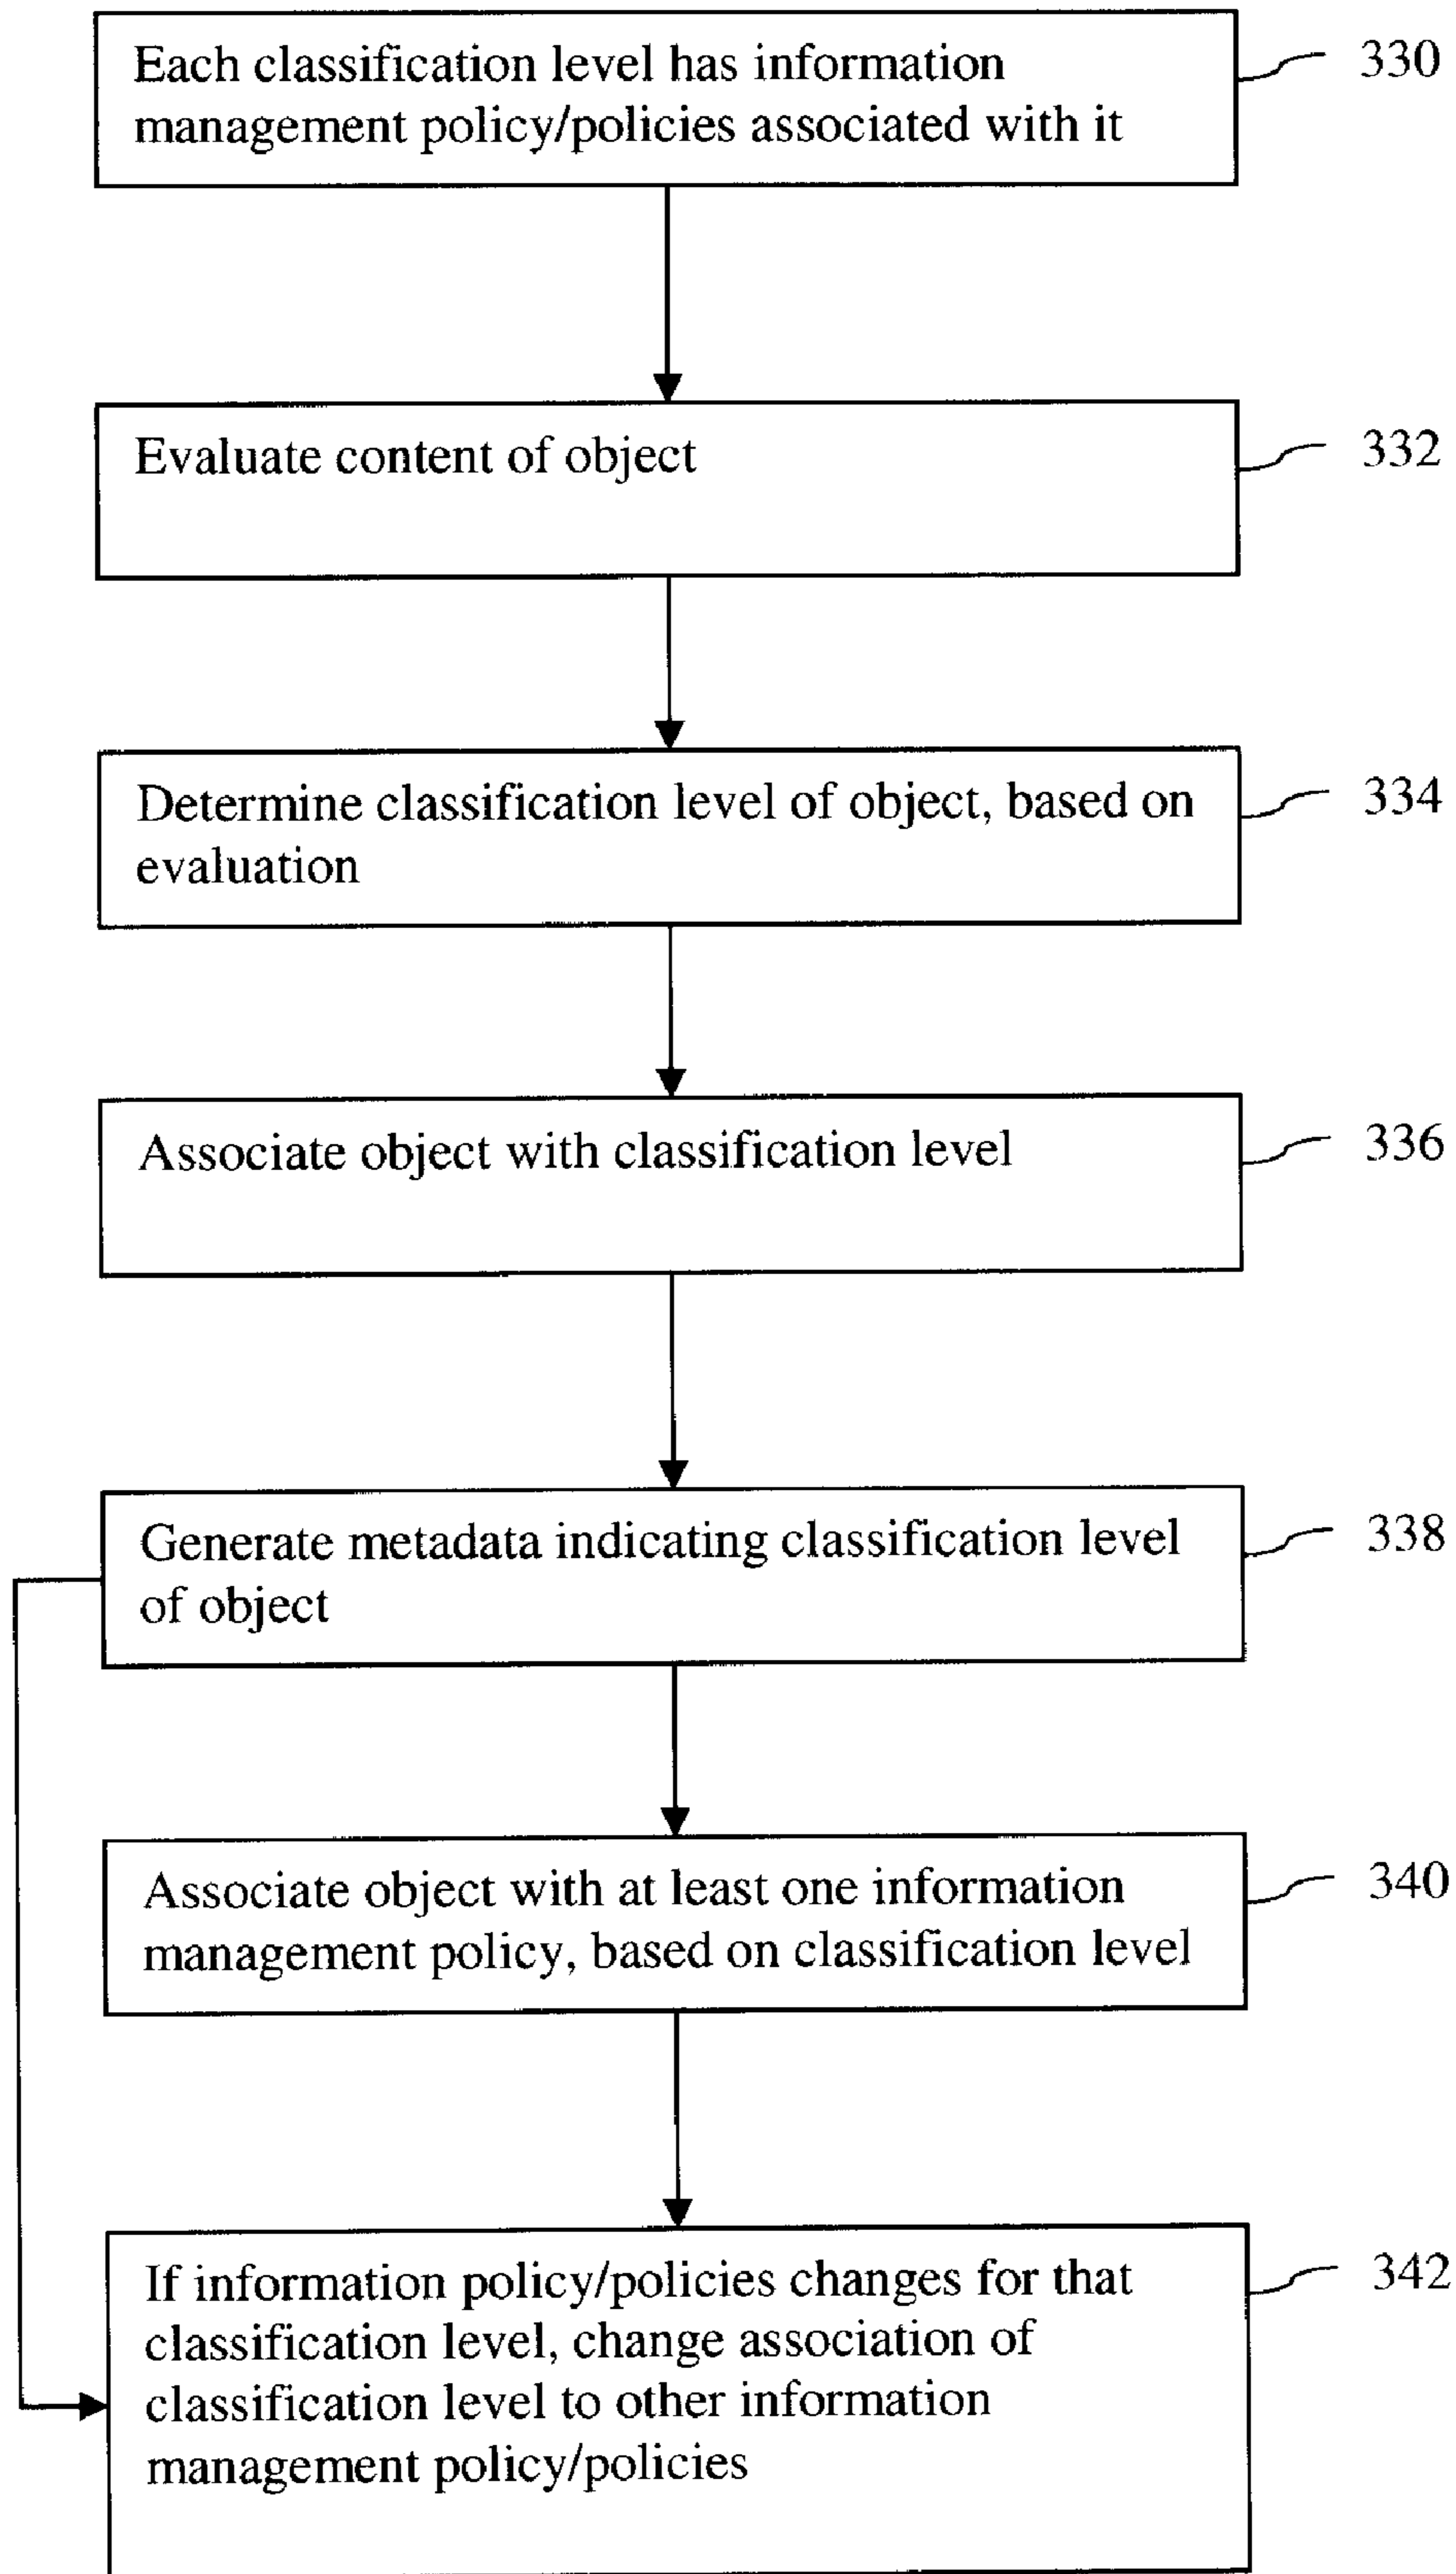 Each classification level has information
management policy/policies associated with it
330
Evaluate content of object
332
Determine classification level of object, based on
evaluation
334
Associate object with classification level
336
Generate metadata indicating classification level
of object
338
Associate object with at least one information
management policy, based on classification level
340
If information policy/policies changes for that
classification level, change association of
classification level to other information
management policy/policies
342